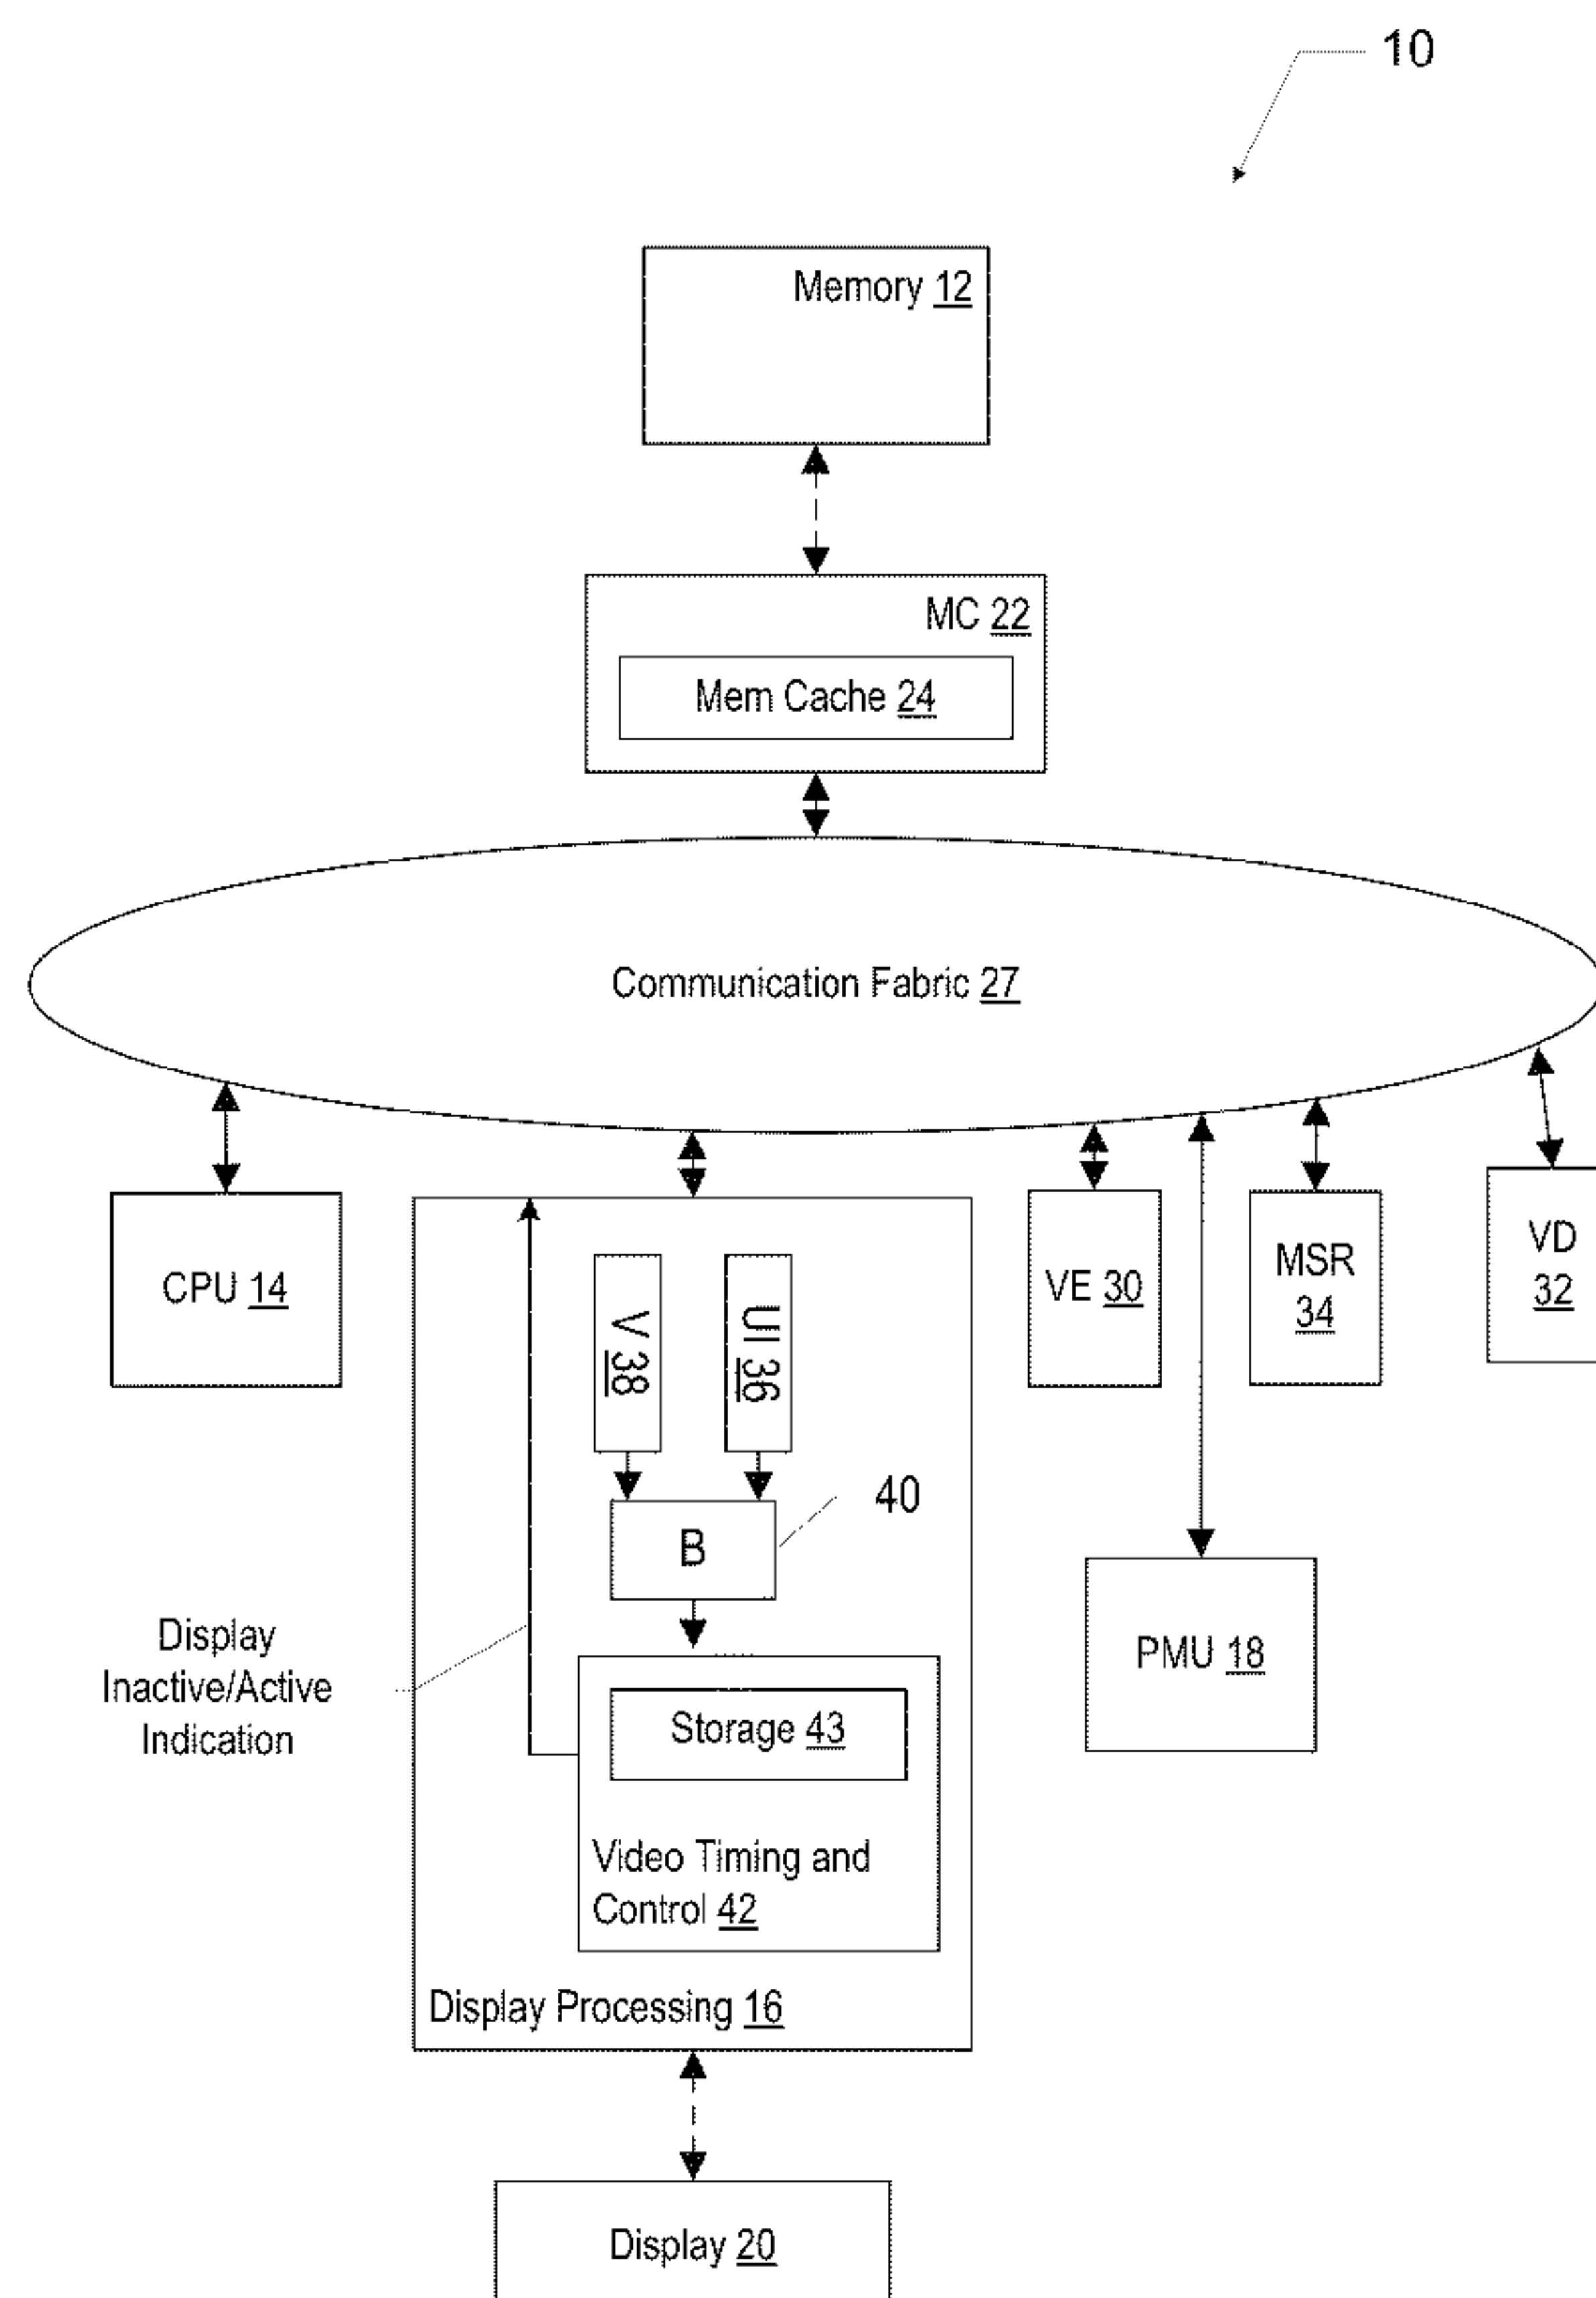 10
Memory 12
MC 22
Mem Cache 24
Communication Fabric 27
CPU 14
V 38
UI 36
VE 30
MSR
34
VD
32
B
40
Display
Inactive/Active
Indication
PMU 18
Storage 43
Video Timing and
Control 42
Display Processing 16
Display 20